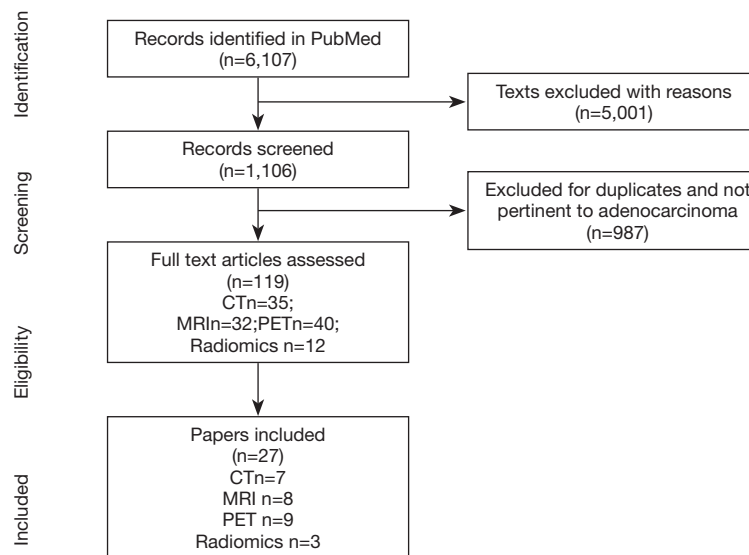 Identification
Records identified in PubMed
(n=6,107)
Texts excluded with reasons
(n=5,001)
Screening
Records screened
(n=1,106)
Excluded for duplicates and not
pertinent to adenocarcinoma
(n=987)
Eligibility
Full text articles assessed
(n=119)
CTn=35;
MRIn=32;PETn=40;
Radiomics n=12
Included
Papers included
(n=27)
CTn=7
MRI n=8
PET n=9
Radiomics n=3